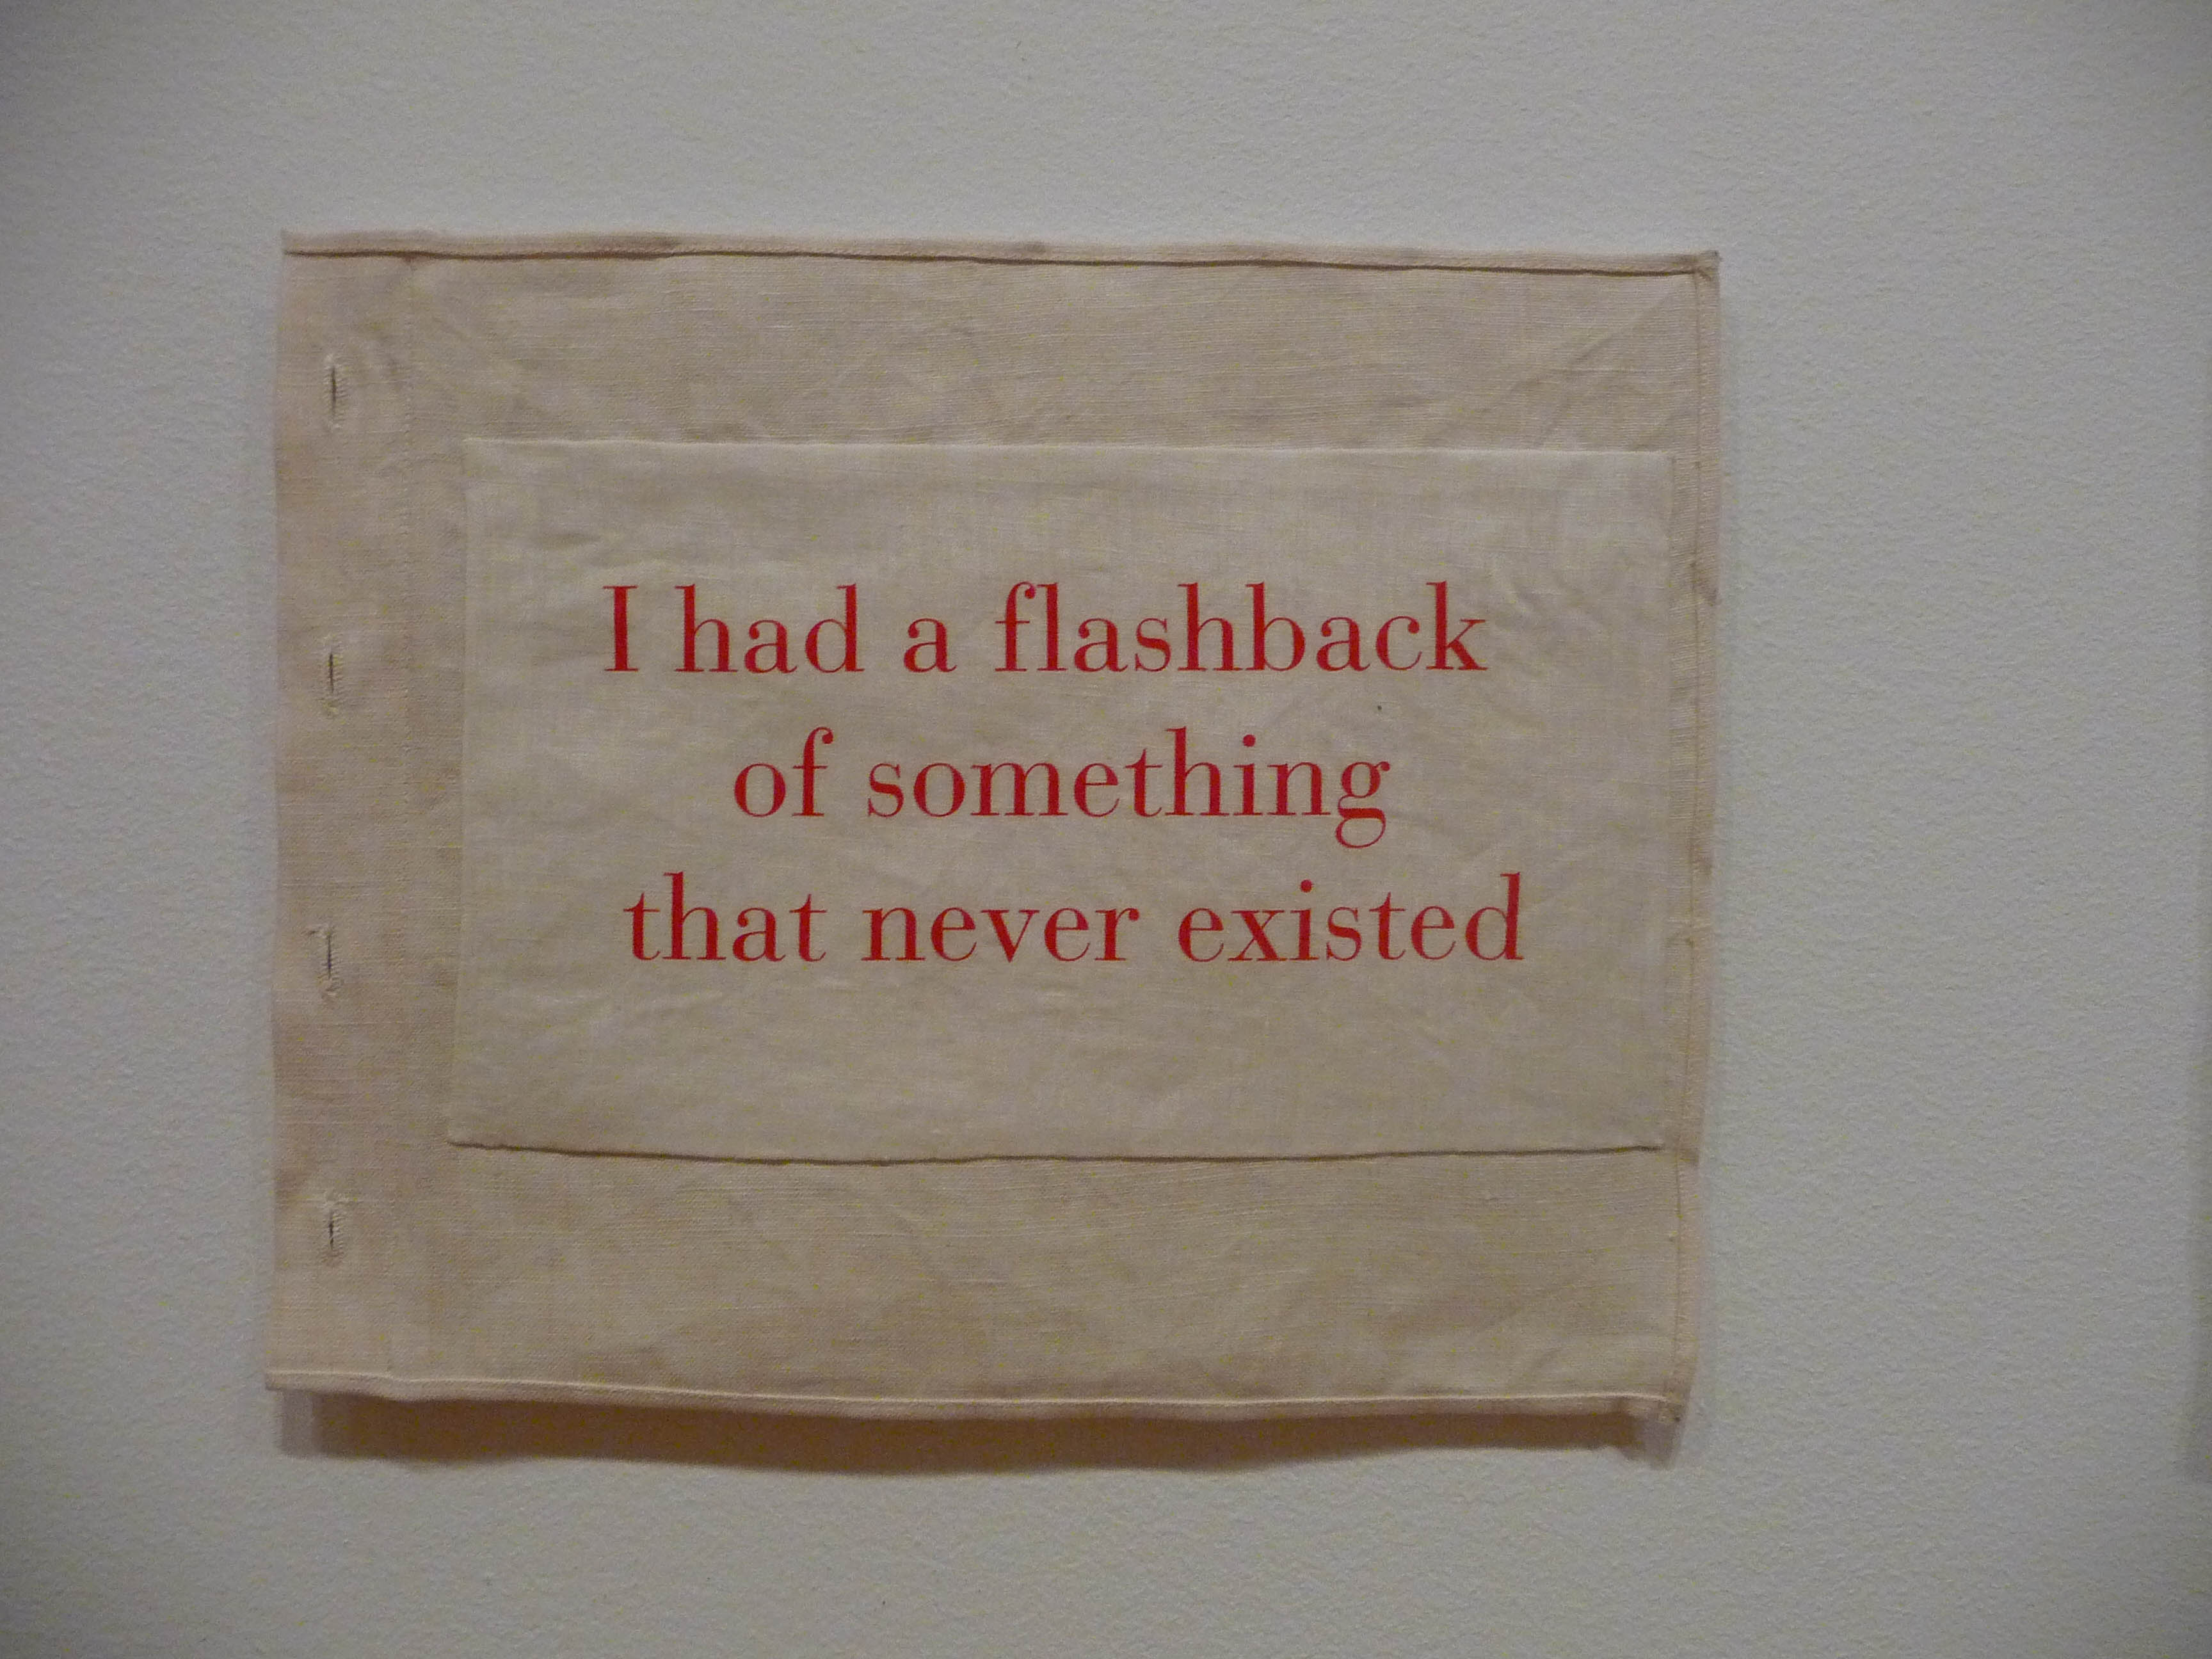 I had a flashback
of something
that never existed